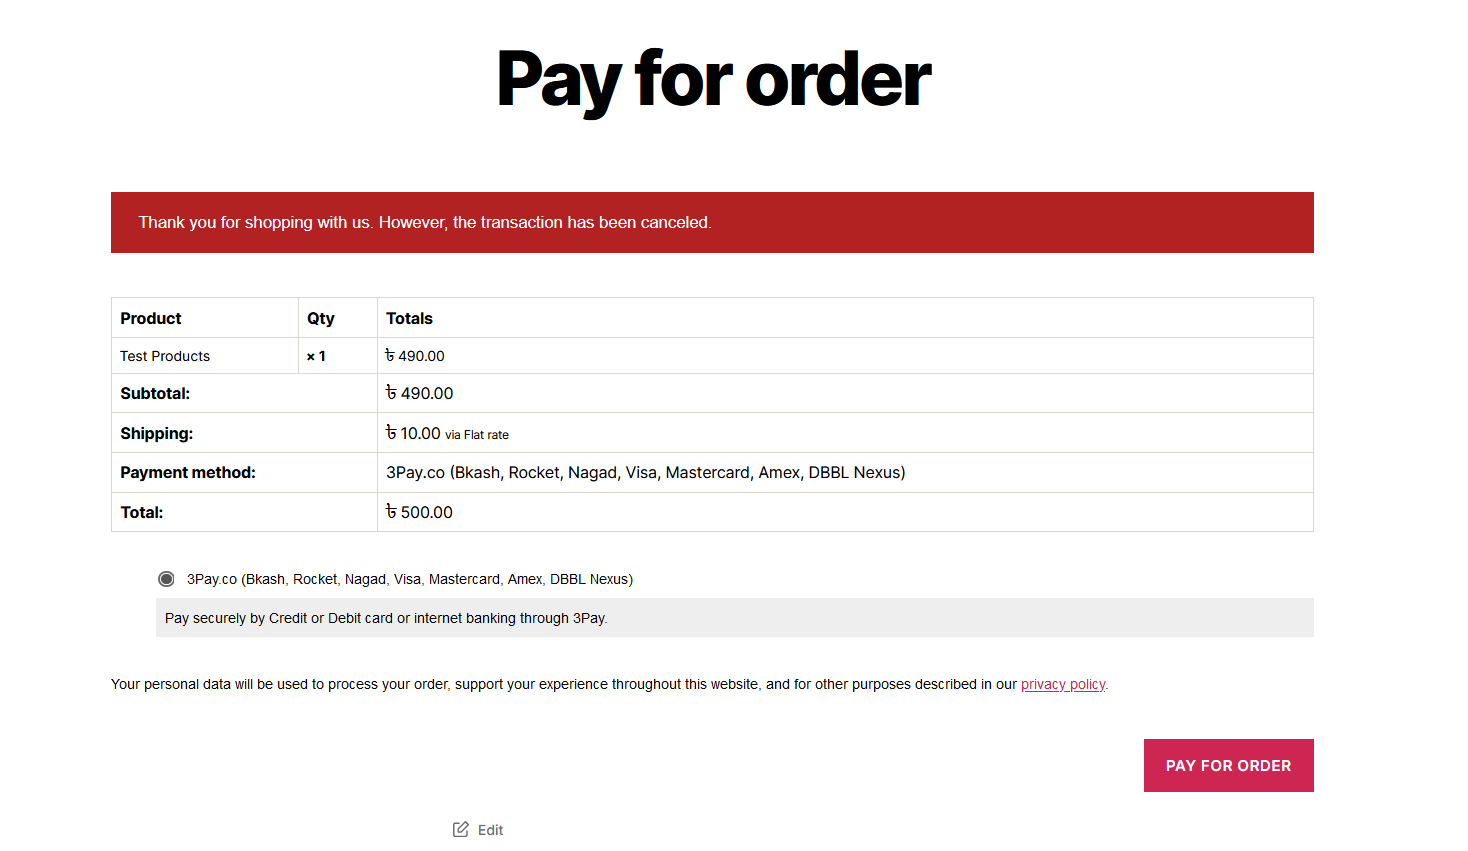 Pay for order
Thank you for shopping with us. However, the transaction has been canceled.
Product Qty Totals
Test Products × 1 ৳ 490.00
Subtotal: ৳ 490.00
Shipping: ৳ 10.00 via Flat rate
Payment method: 3Pay.co (Bkash, Rocket, Nagad, Visa, Mastercard, Amex, DBBL Nexus)
Total: ৳ 500.00
3Pay.co (Bkash, Rocket, Nagad, Visa, Mastercard, Amex, DBBL Nexus)
Pay securely by Credit or Debit card or internet banking through 3Pay.
Your personal data will be used to process your order, support your experience throughout this website, and for other purposes described in our privacy policy.
PAY FOR ORDER
Edit